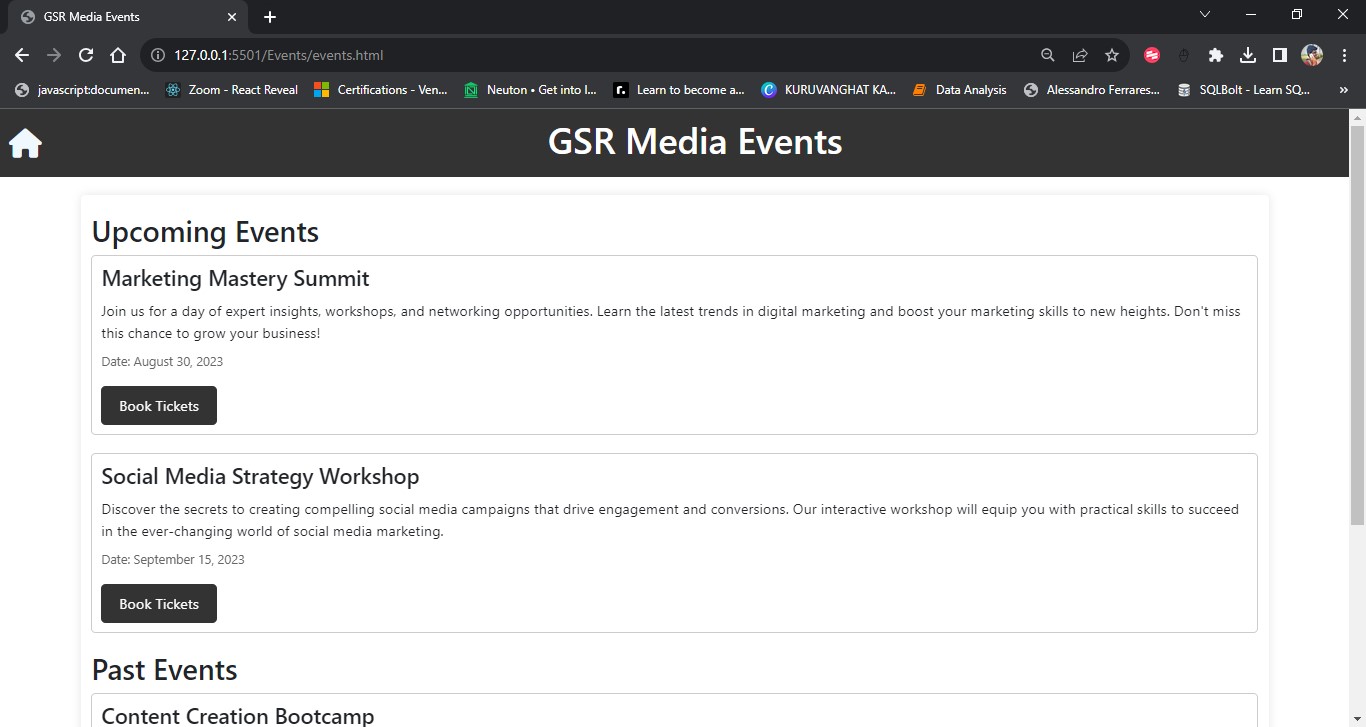 GSR Media Events
127.0.0.1:5501/Events/events.html
javascript:documen... Zoom - React Reveal Certifications - Ven... Neuton • Get into I... r. Learn to become a... C KURUVANGHAT KA... Data Analysis Alessandro Ferrares... SQLBolt - Learn SQ... »
GSR Media Events
Upcoming Events
Marketing Mastery Summit
Join us for a day of expert insights, workshops, and networking opportunities. Learn the latest trends in digital marketing and boost your marketing skills to new heights. Don't miss
this chance to grow your business!
Date: August 30, 2023
Book Tickets
Social Media Strategy Workshop
Discover the secrets to creating compelling social media campaigns that drive engagement and conversions. Our interactive workshop will equip you with practical skills to succeed
in the ever-changing world of social media marketing.
Date: September 15, 2023
Book Tickets
Past Events
Content Creation Bootcamp